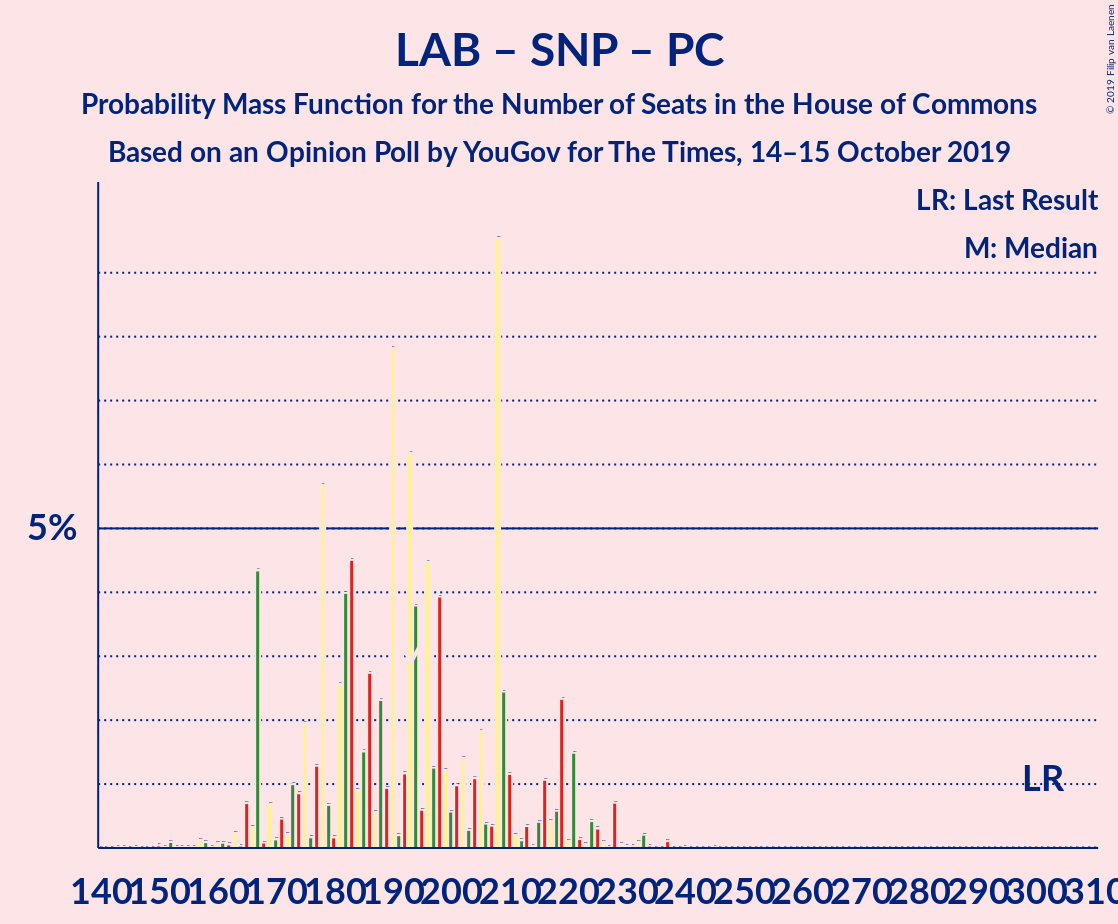 LAB – SNP – PC
Probability Mass Function for the Number of Seats in the House of Commons
Based on an Opinion Poll by YouGov for The Times, 14–15 October 2019
© 2019 Filip van Laenen
LR: Last Result
M: Median
5%
LR
140 150 160 170 180 190 200 210 220 230 240 250 260 270 280 290 300 310